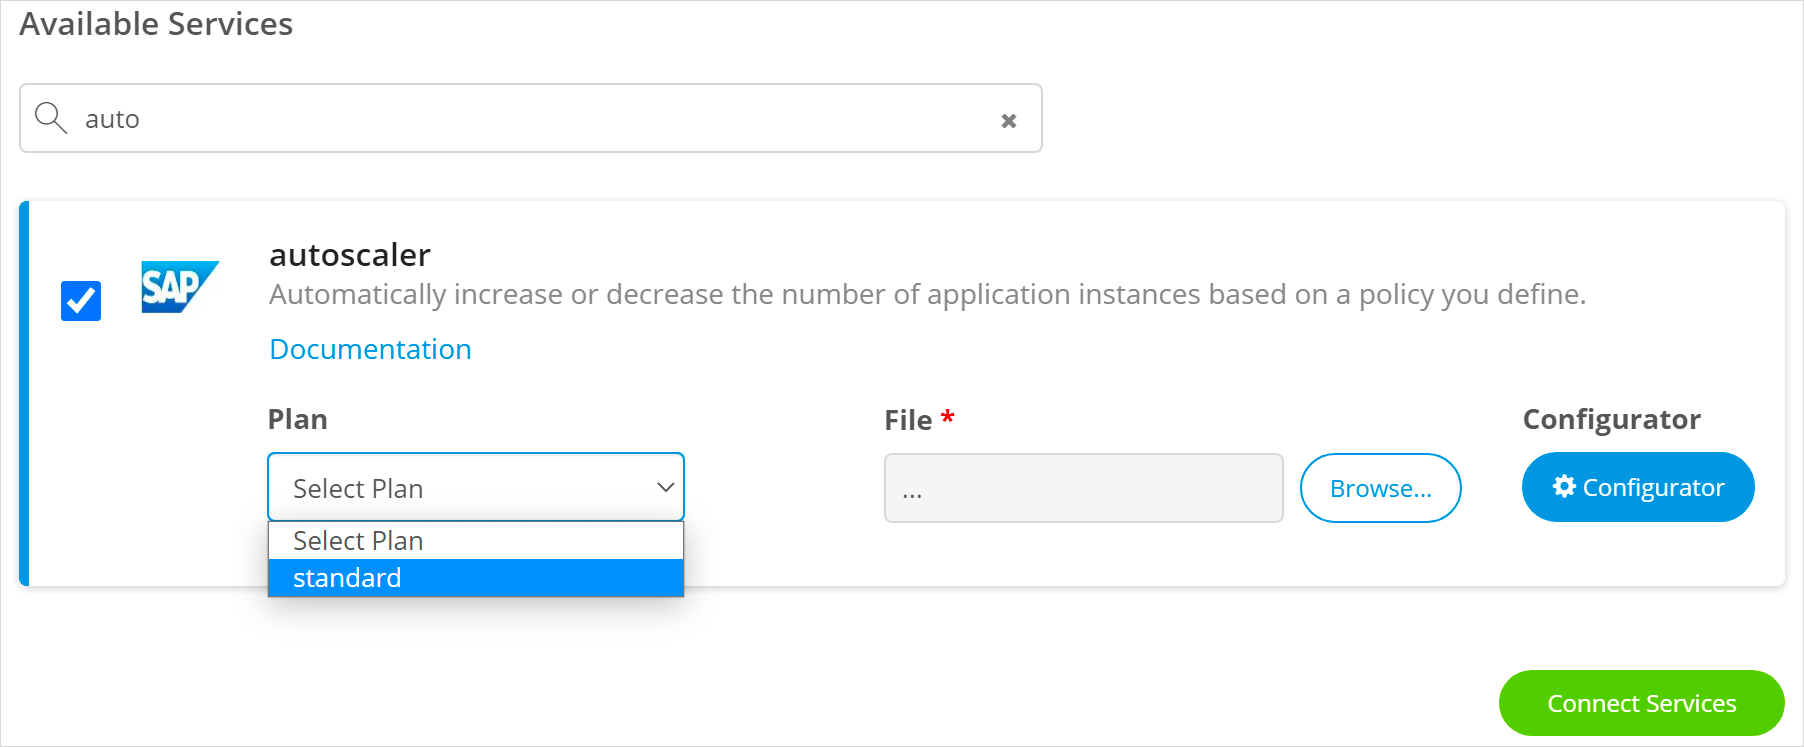 Available Services
auto
SAP
autoscaler
Automatically increase or decrease the number of application instances based on a policy you define.
Documentation
Plan
File *
Configurator
Select Plan
...
Browse...
Configurator
Select Plan
standard
Connect Services